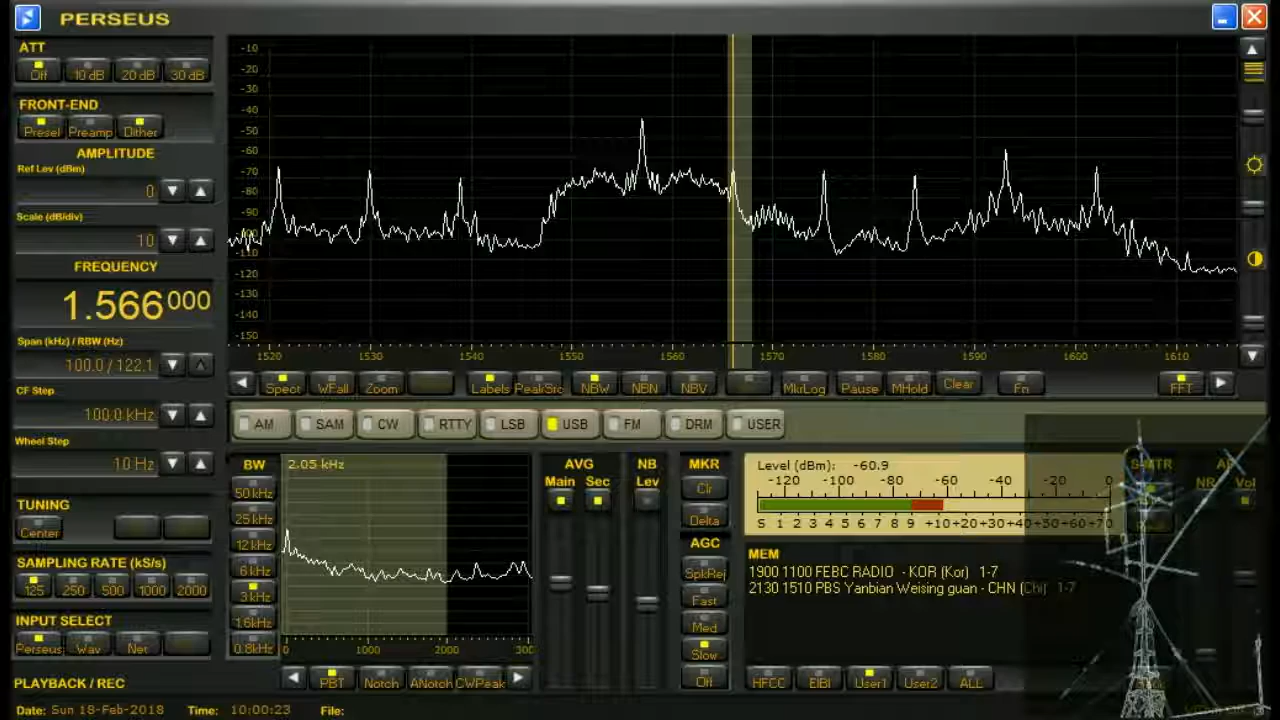 PERSEUS
ATT
Off 10 dB 20 dB 30 dB
FRONT-END
Presel Preamp Dither
AMPLITUDE
Ref Lev (dBm)
0
Scale (dB/div)
10
FREQUENCY
1.566000
Span (kHz) / RBW (Hz)
100.0 / 122.1
CF Step
100.0 kHz
Wheel Step
10 Hz
TUNING
Center
SAMPLING RATE (kS/s)
125 250 500 1000 2000
INPUT SELECT
Perseus Wav Net
PLAYBACK / REC
Date: Sun 18-Feb-2018 Time: 10:00:23 File:
-10
-20
-30
-40
-50
-60
-70
-80
-90
-100
-110
-120
-130
-140
-150
1520 1530 1540 1550 1560 1570 1580 1590 1600 1610
Spect WFall Zoom Labels PeakSrc NBW NBN NBV MkrLog Pause MHold Clear Fn FFT
AM SAM CW RTTY LSB USB FM DRM USER
BW
50 kHz
25 kHz
12 kHz
6 kHz
3 kHz
1.6kHz
0.8kHz
2.05 kHz
0 1000 2000 300
PBT Notch ANotch CWPeak
AVG
Main Sec
NB
Lev
MKR
Clr
Delta
AGC
SpkRej
Fast
Med
Slow
Off
Level (dBm): -60.9
-120 -100 -80 -60 -40 -20 0
S 1 2 3 4 5 6 7 8 9 +10+20+30+40+50+60+70
MEM
1900 1100 FEBC RADIO - KOR (Kor) 1-7
2130 1510 PBS Yanbian Weising guan - CHN (Chi) 1-7
HFCC EIBI User1 User2 ALL
S-MTR
NR
Vol